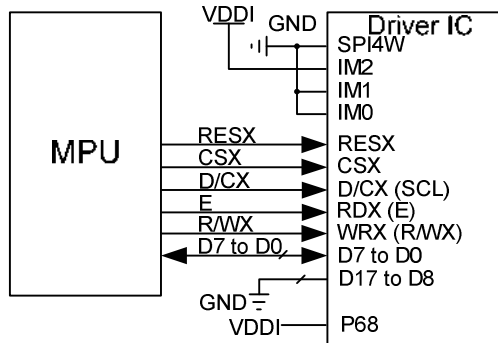 VDDI
GND
Driver IC
SPI4W
IM2
IM1
IM0
MPU
RESX
RESX
CSX
CSX
D/CX
D/CX (SCL)
E
RDX (E)
R/WX
WRX (R/WX)
D7 to D0
D7 to D0
D17 to D8
GND
VDDI
P68